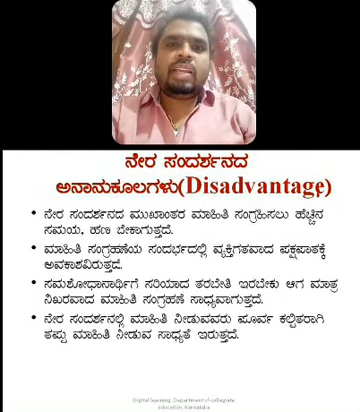 ನೇರ ಸಂದರ್ಶನದ
ಅನಾನುಕೂಲಗಳು(Disadvantage)
• ನೇರ ಸಂದರ್ಶನದ ಮುಖಾಂತರ ಮಾಹಿತಿ ಸಂಗ್ರಹಿಸಲು ಹೆಚ್ಚಿನ
ಸಮಯ, ಹಣ ಬೇಕಾಗುತ್ತದೆ.
• ಮಾಹಿತಿ ಸಂಗ್ರಹಣೆಯ ಸಂದರ್ಭದಲ್ಲಿ ವ್ಯಕ್ತಿಗತವಾದ ಪಕ್ಷಪಾತಕ್ಕೆ
ಅವಕಾಶವಿರುತ್ತದೆ.
• ಸಮಶೋಧನಾರ್ಥಿಗೆ ಸರಿಯಾದ ತರಬೇತಿ ಇರಬೇಕು ಆಗ ಮಾತ್ರ
ನಿಖರವಾದ ಮಾಹಿತಿ ಸಂಗ್ರಹಣೆ ಸಾಧ್ಯವಾಗುತ್ತದೆ.
• ನೇರ ಸಂದರ್ಶನದಲ್ಲಿ ಮಾಹಿತಿ ನೀಡುವವರು ಪೂರ್ವ ಕಲ್ಪಿತರಾಗಿ
ತಪ್ಪು ಮಾಹಿತಿ ನೀಡುವ ಸಾಧ್ಯತೆ ಇರುತ್ತದೆ.
Digital learning, Department of collegiate
education, Karnataka